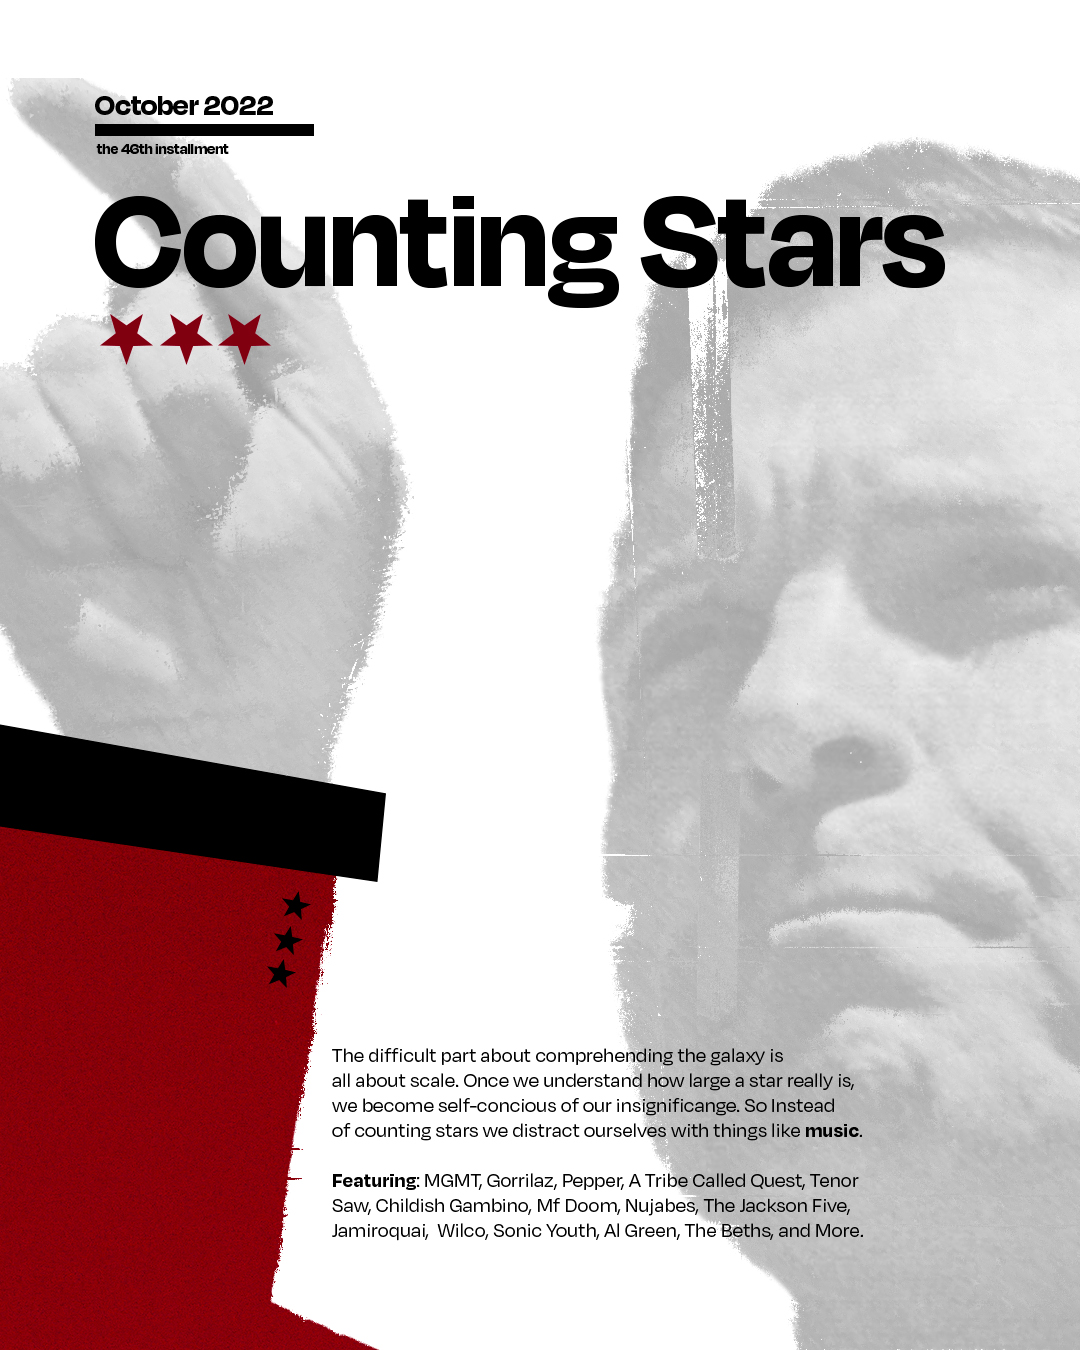 October 2022
the 46th installment
Counting Stars
The difficult part about comprehending the galaxy is
all about scale. Once we understand how large a star really is,
we become self-concious of our insignificange. So Instead
of counting stars we distract ourselves with things like music.
Featuring: MGMT, Gorrilaz, Pepper, A Tribe Called Quest, Tenor
Saw, Childish Gambino, Mf Doom, Nujabes, The Jackson Five,
Jamiroquai,  Wilco, Sonic Youth, Al Green, The Beths, and More.